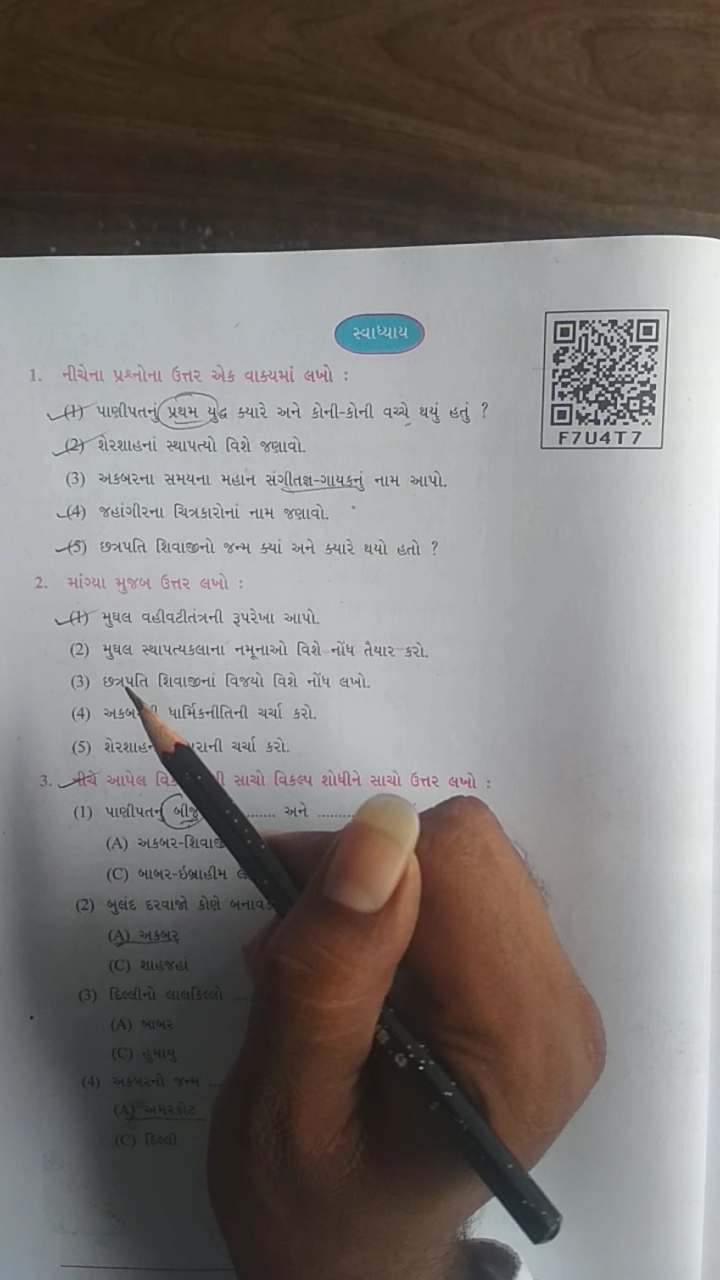 સ્વાધ્યાય
F7U4T7
1. નીચેના પ્રશ્નોના ઉત્તર એક વાક્યમાં લખો :
(1) પાણીપતનું પ્રથમ યુદ્ધ ક્યારે અને કોની-કોની વચ્ચે થયું હતું ?
(2) શેરશાહનાં સ્થાપત્યો વિશે જણાવો.
(3) અકબરના સમયના મહાન સંગીતજ્ઞ-ગાયકનું નામ આપો.
(4) જહાંગીરના ચિત્રકારોનાં નામ જણાવો.
(5) છત્રપતિ શિવાજીનો જન્મ ક્યાં અને ક્યારે થયો હતો ?
2. માંગ્યા મુજબ ઉત્તર લખો :
(1) મુઘલ વહીવટીતંત્રની રૂપરેખા આપો.
(2) મુઘલ સ્થાપત્યકલાના નમૂનાઓ વિશે નોંધ તૈયાર કરો.
(3) છત્રપતિ શિવાજીનાં વિજયો વિશે નોંધ લખો.
(4) ધાર્મિકનીતિની ચર્ચા કરો.
(5) ચર્ચા કરો.
3. નીચે આપેલ સાચો વિકલ્પ શોધીને સાચો ઉત્તર લખો :
(1) પાણીપતનું બીજું ........ અને ........
(A) અકબર-શિવાજી
(C) બાબર-ઇબ્રાહીમ
(2) બુલંદ દરવાજો કોણે
(A) અકબર
(C) શાહજહાં
(3) દિલ્લીનો લાલકિલ્લો ....
(A) બાબર
(C) હુમાયુ
(4) અકબરનો જન્મ ....
(A) અમરકોટ
(C) દિલ્લી